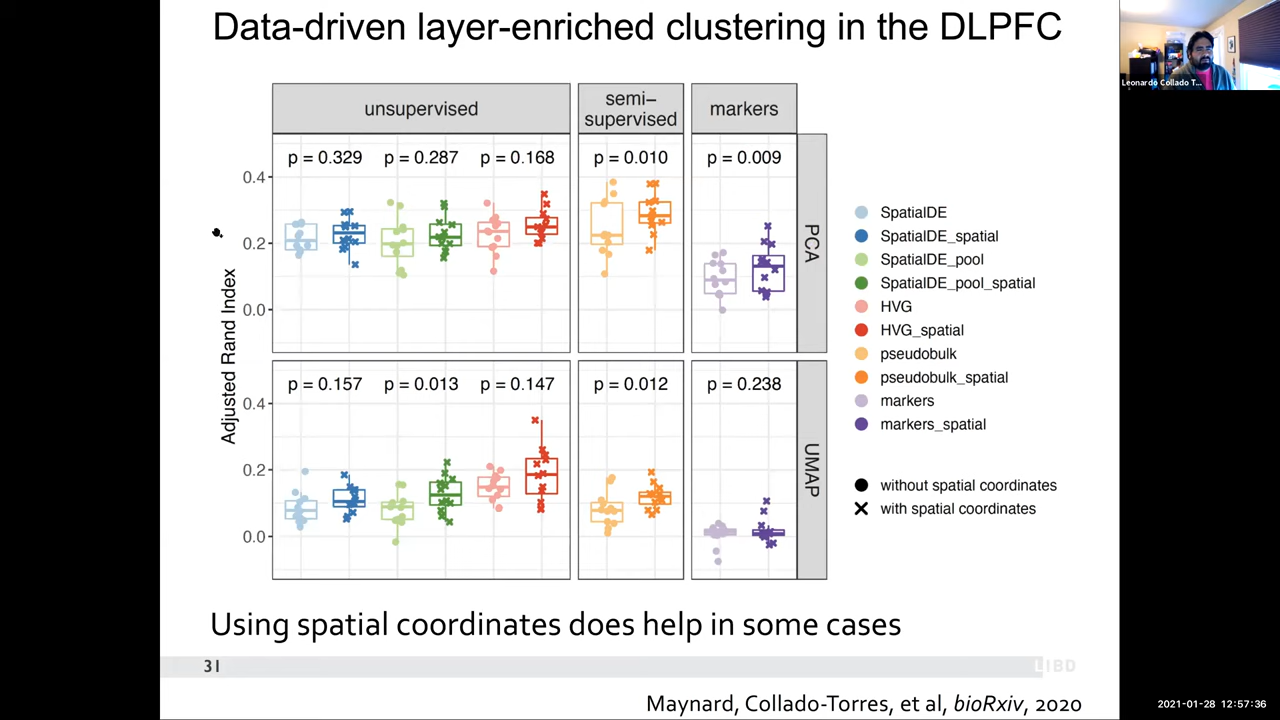 Data-driven layer-enriched clustering in the DLPFC
Leonardo Collado T...
unsupervised
semi-
supervised
markers
p = 0.329 p = 0.287 p = 0.168 p = 0.010 p = 0.009
0.4
0.2
0.0
PCA
Adjusted Rand Index
p = 0.157 p = 0.013 p = 0.147 p = 0.012 p = 0.238
0.4
0.2
0.0
UMAP
SpatialDE
SpatialDE_spatial
SpatialDE_pool
SpatialDE_pool_spatial
HVG
HVG_spatial
pseudobulk
pseudobulk_spatial
markers
markers_spatial
without spatial coordinates
with spatial coordinates
Using spatial coordinates does help in some cases
31
LIBD
Maynard, Collado-Torres, et al, bioRxiv, 2020
2021-01-28 12:57:36